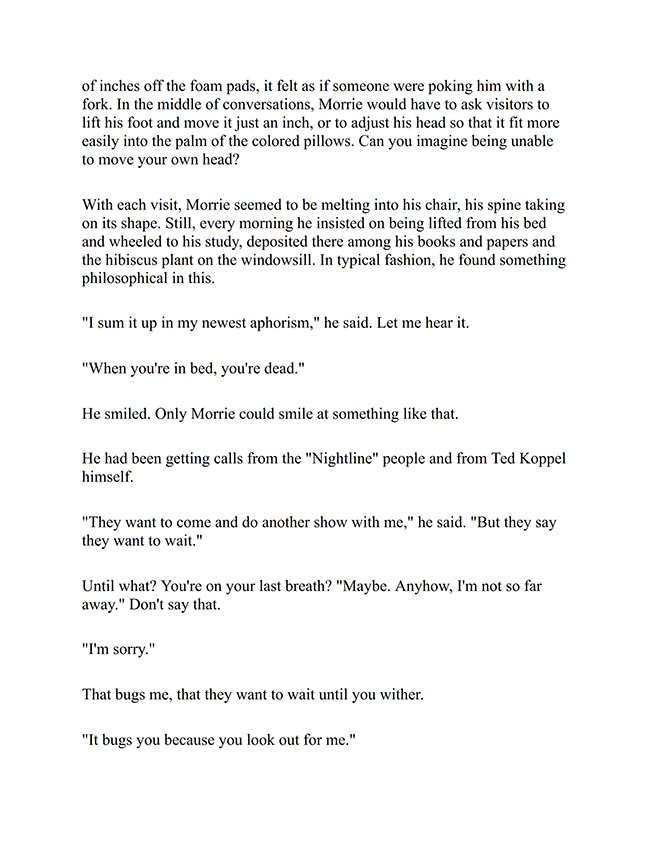 of inches off the foam pads, it felt as if someone were poking him with a
fork. In the middle of conversations, Morrie would have to ask visitors to
lift his foot and move it just an inch, or to adjust his head so that it fit more
easily into the palm of the colored pillows. Can you imagine being unable
to move your own head?
With each visit, Morrie seemed to be melting into his chair, his spine taking
on its shape. Still, every morning he insisted on being lifted from his bed
and wheeled to his study, deposited there among his books and papers and
the hibiscus plant on the windowsill. In typical fashion, he found something
philosophical in this.
"I sum it up in my newest aphorism," he said. Let me hear it.
"When you're in bed, you're dead."
He smiled. Only Morrie could smile at something like that.
He had been getting calls from the "Nightline" people and from Ted Koppel
himself.
"They want to come and do another show with me," he said. "But they say
they want to wait."
Until what? You're on your last breath? "Maybe. Anyhow, I'm not so far
away." Don't say that.
"I'm sorry."
That bugs me, that they want to wait until you wither.
"It bugs you because you look out for me."